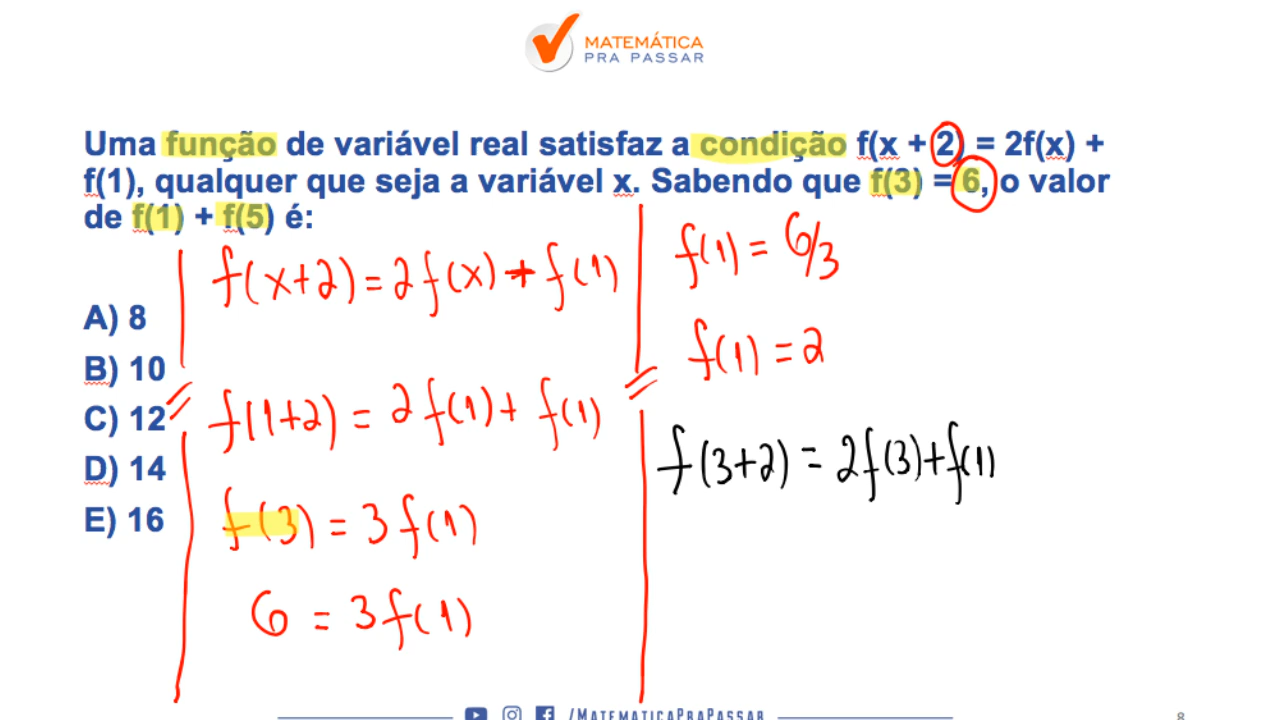 MATEMÁTICA
PRA PASSAR
Uma função de variável real satisfaz a condição f(x + 2) = 2f(x) +
f(1), qualquer que seja a variável x. Sabendo que f(3) = 6, o valor
de f(1) + f(5) é:
A) 8
B) 10
C) 12
D) 14
E) 16
f(x+2) = 2f(x) + f(1)
f(1+2) = 2f(1) + f(1)
f(3) = 3f(1)
6 = 3f(1)
f(1) = 6/3
f(1) = 2
f(3+2) = 2f(3) + f(1)
/MATEMATICAPRAPASSAR
8